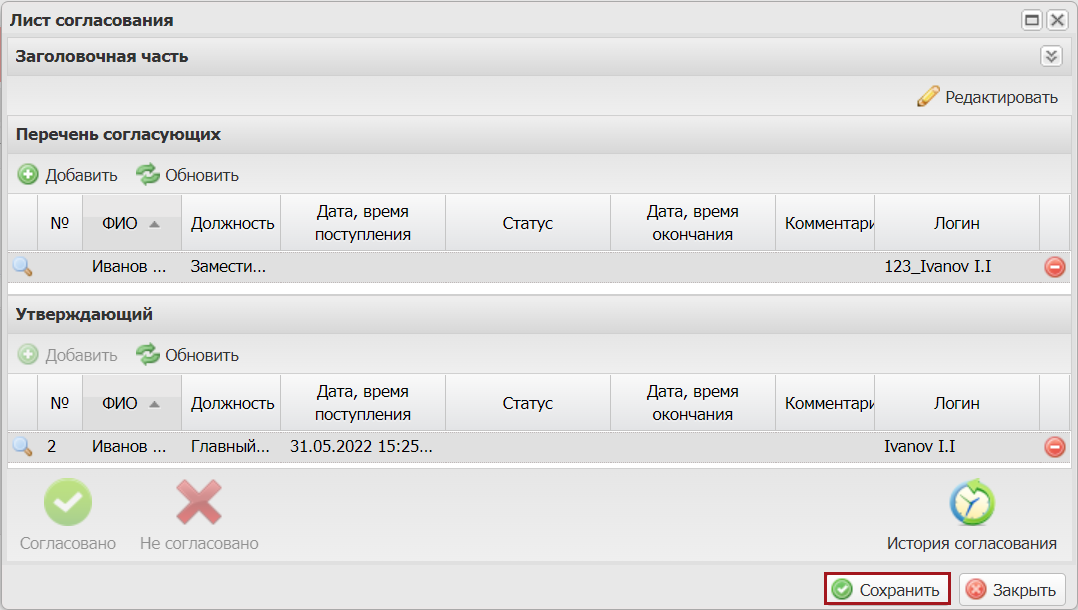 Лист согласования
Заголовочная часть
Редактировать
Перечень согласующих
Добавить Обновить
№ ФИО Должность Дата, время поступления Статус Дата, время окончания Комментари Логин
Иванов ... Замести... 123_Ivanov I.I
Утверждающий
Добавить Обновить
№ ФИО Должность Дата, время поступления Статус Дата, время окончания Комментари Логин
2 Иванов ... Главный... 31.05.2022 15:25... Ivanov I.I
Согласовано Не согласовано История согласования
Сохранить Закрыть